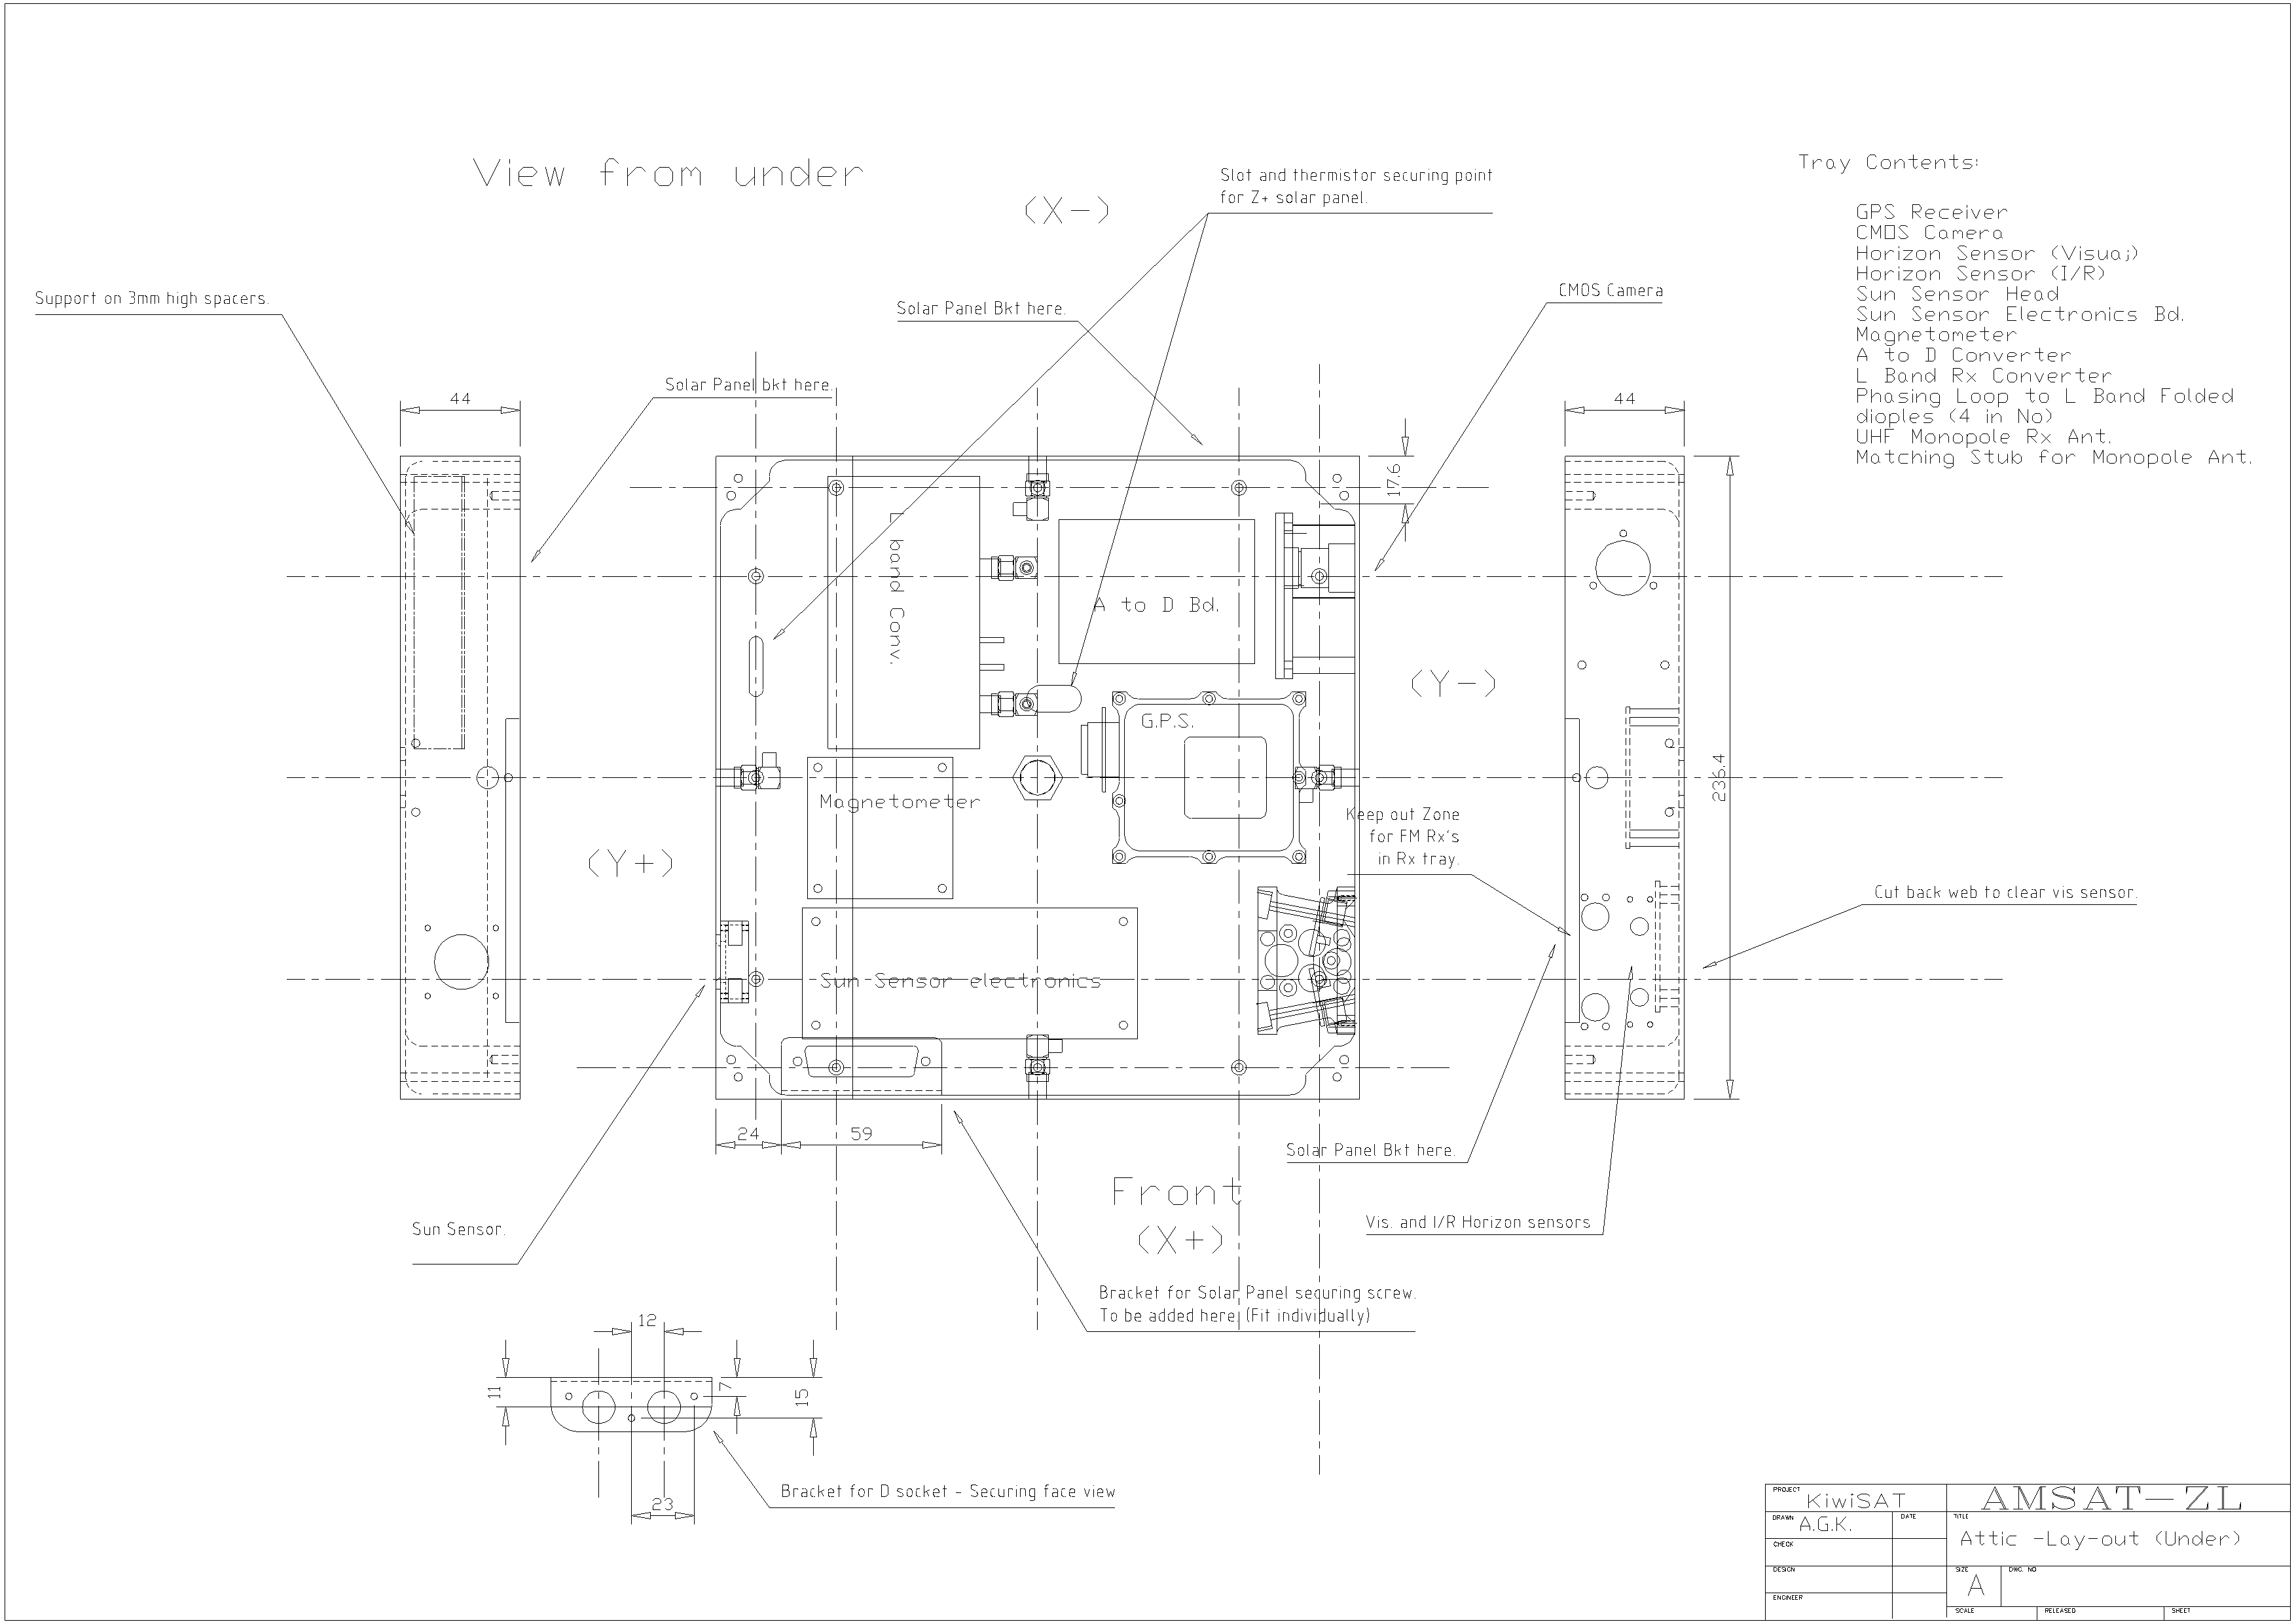 View from under
(X-)
Slot and thermistor securing point
for Z+ solar panel.
Tray Contents:
GPS Receiver
CMOS Camera
Horizon Sensor (Visua;)
Horizon Sensor (I/R)
Sun Sensor Head
Sun Sensor Electronics Bd.
Magnetometer
A to D Converter
L Band Rx Converter
Phasing Loop to L Band Folded
dioples (4 in No)
UHF Monopole Rx Ant.
Matching Stub for Monopole Ant.
Support on 3mm high spacers.
Solar Panel Bkt here.
CMOS Camera
Solar Panel bkt here.
44
44
17.6
L band Conv.
A to D Bd.
(Y-)
G.P.S.
236.4
Magnetometer
Keep out Zone
for FM Rx's
in Rx tray.
(Y+)
Cut back web to clear vis sensor.
Sun Sensor electronics
24
59
Solar Panel Bkt here.
Front
(X+)
Vis. and I/R Horizon sensors
Sun Sensor.
Bracket for Solar Panel securing screw.
To be added here. (Fit individually)
12
11
7
15
23
Bracket for D socket - Securing face view
PROJECT
KiwiSAT
AMSAT-ZL
DRAWN
A.G.K.
DATE
TITLE
Attic -Lay-out (Under)
CHECK
DESIGN
SIZE
A
DWG. NO
ENGINEER
SCALE
RELEASED
SHEET